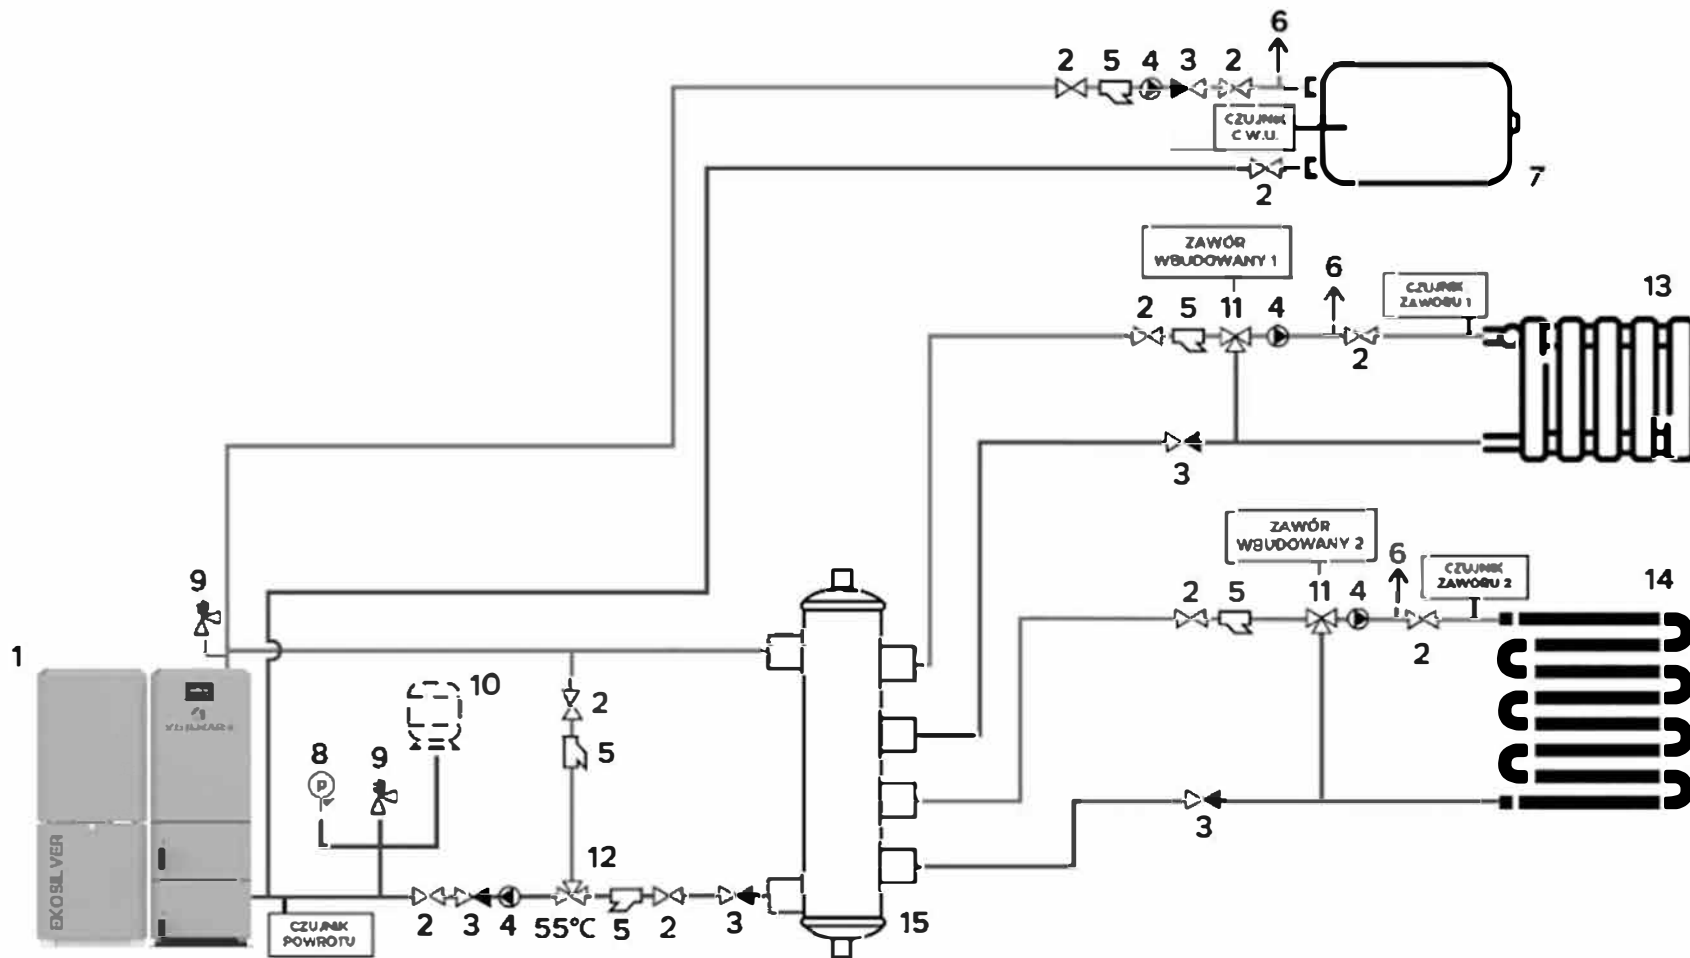 6
2 5 4 3 2
CZUJNIK
C.W.U.
7
2
ZAWÓR
WBUDOWANY 1
6
CZUJNIK
ZAWORU 1
13
2 5 11 4
2
3
ZAWÓR
WBUDOWANY 2
6
CZUJNIK
ZAWORU 2
14
2 5 11 4
2
3
9
1
10
2
5
8
9
12
EKOSILVER
2 3 4 55°C 5 2 3
15
CZUJNIK
POWROTU